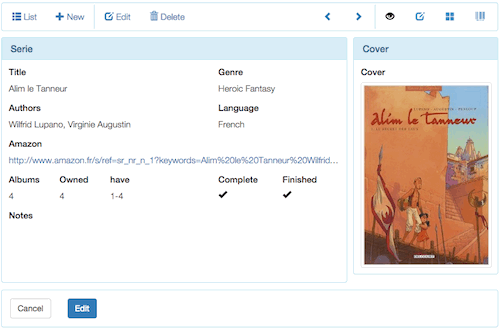 List New Edit Delete
Serie
Title Genre
Alim le Tanneur Heroic Fantasy
Authors Language
Wilfrid Lupano, Virginie Augustin French
Amazon
http://www.amazon.fr/s/ref=sr_nr_n_1?keywords=Alim%20le%20Tanneur%20Wilfrid...
Albums Owned have Complete Finished
4 4 1-4
Notes
Cover
Cover
alim le tanneur
DELCOURT
Cancel Edit